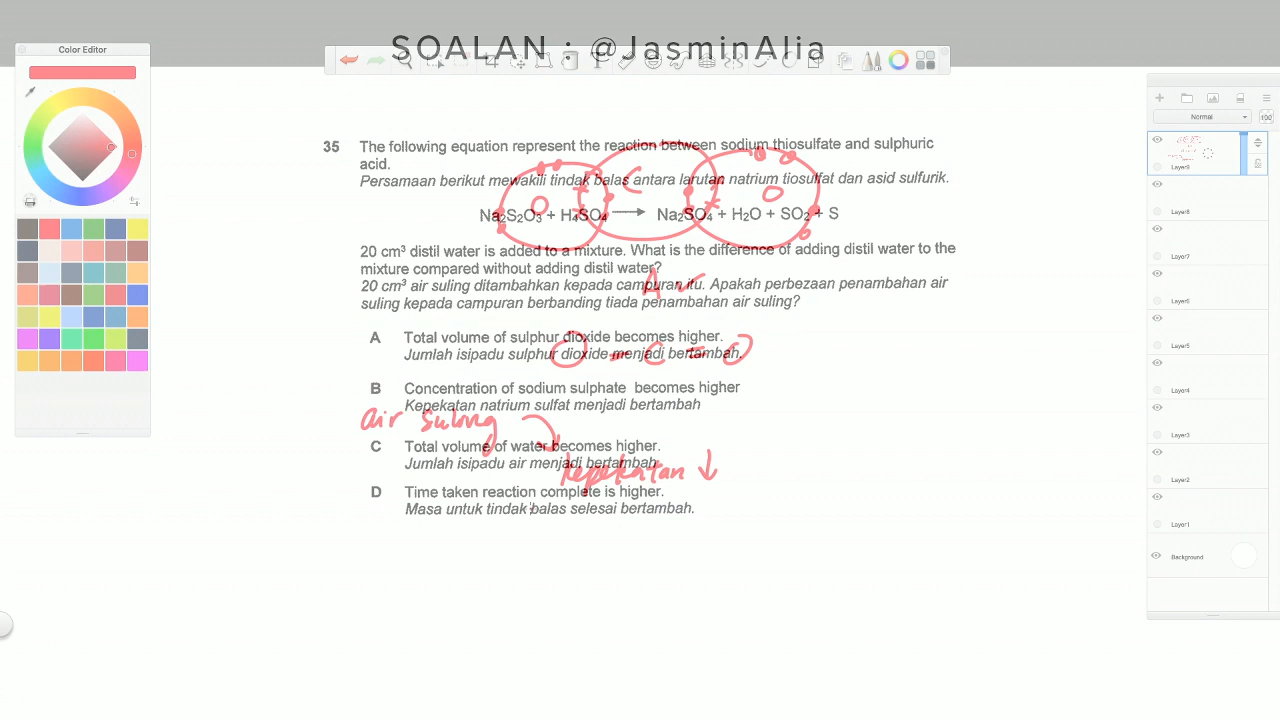 SOALAN : @JasminAlia
Color Editor
35 The following equation represent the reaction between sodium thiosulfate and sulphuric
acid.
Persamaan berikut mewakili tindak balas antara larutan natrium tiosulfat dan asid sulfurik.
C
O
O
Na₂S₂O₃ + H₂SO₄ → Na₂SO₄ + H₂O + SO₂ + S
20 cm³ distil water is added to a mixture. What is the difference of adding distil water to the
mixture compared without adding distil water?
20 cm³ air suling ditambahkan kepada campuran itu. Apakah perbezaan penambahan air
suling kepada campuran berbanding tiada penambahan air suling?
A Total volume of sulphur dioxide becomes higher.
Jumlah isipadu sulphur dioxide menjadi bertambah.
O = C = O
B Concentration of sodium sulphate becomes higher
Kepekatan natrium sulfat menjadi bertambah
air suling
C Total volume of water becomes higher.
Jumlah isipadu air menjadi bertambah.
kepekatan ↓
D Time taken reaction complete is higher.
Masa untuk tindak balas selesai bertambah.
Normal
100
Layer9
Layer8
Layer7
Layer6
Layer5
Layer4
Layer3
Layer2
Layer1
Background